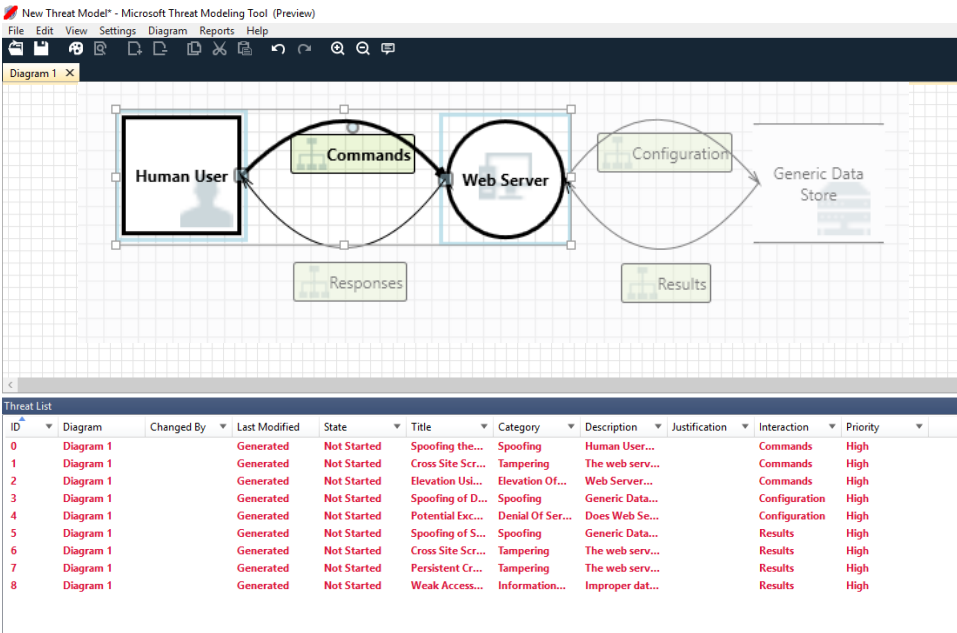 New Threat Model* - Microsoft Threat Modeling Tool (Preview)
File Edit View Settings Diagram Reports Help
Diagram 1 X
Human User
Commands
Web Server
Configuration
Generic Data
Store
Responses
Results
Threat List
ID Diagram Changed By Last Modified State Title Category Description Justification Interaction Priority
0 Diagram 1 Generated Not Started Spoofing the... Spoofing Human User... Commands High
1 Diagram 1 Generated Not Started Cross Site Scr... Tampering The web serv... Commands High
2 Diagram 1 Generated Not Started Elevation Usi... Elevation Of... Web Server... Commands High
3 Diagram 1 Generated Not Started Spoofing of D... Spoofing Generic Data... Configuration High
4 Diagram 1 Generated Not Started Potential Exc... Denial Of Ser... Does Web Se... Configuration High
5 Diagram 1 Generated Not Started Spoofing of S... Spoofing Generic Data... Results High
6 Diagram 1 Generated Not Started Cross Site Scr... Tampering The web serv... Results High
7 Diagram 1 Generated Not Started Persistent Cr... Tampering The web serv... Results High
8 Diagram 1 Generated Not Started Weak Access... Information... Improper dat... Results High